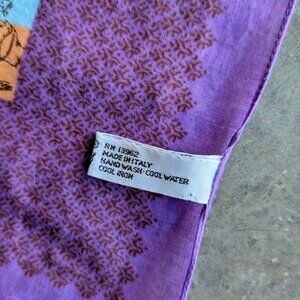 RN 13962
MADE IN ITALY
HAND WASH-COOL WATER
COOL IRON